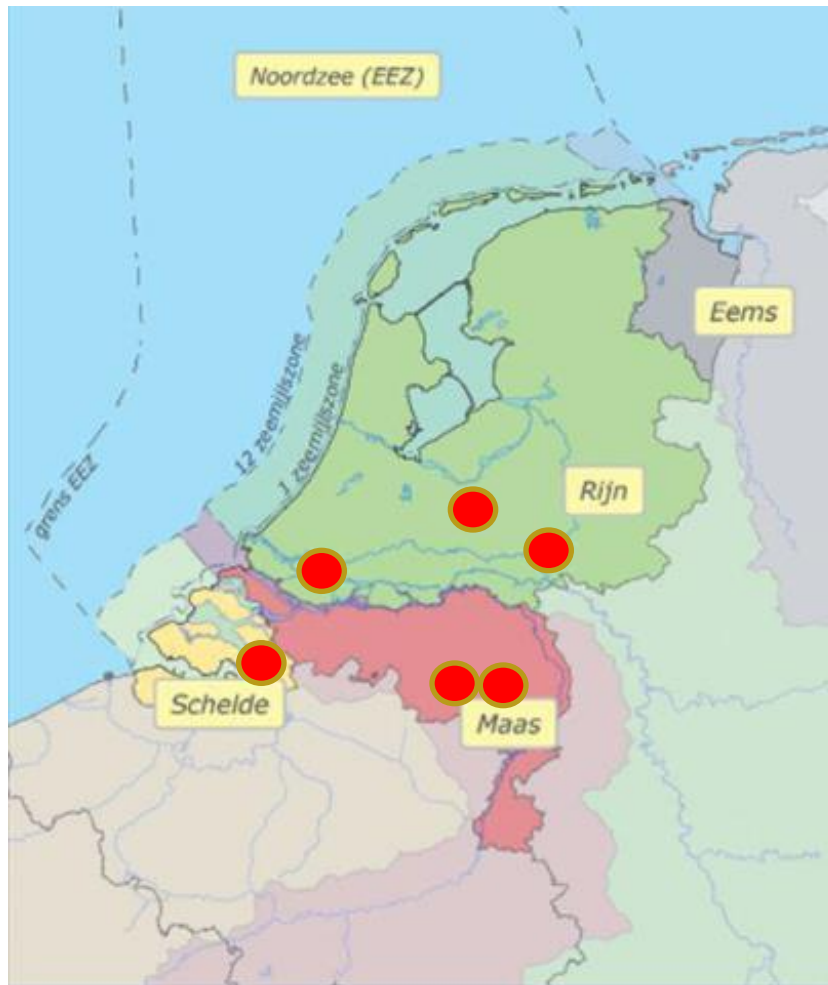 Noordzee (EEZ)
Eems
12 zeemijlszone
1 zeemijlszone
grens EEZ
Rijn
Schelde
Maas